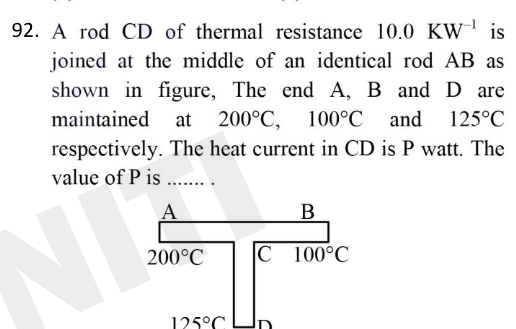 92. A rod CD of thermal resistance 10.0 KW⁻¹ is
joined at the middle of an identical rod AB as
shown in figure, The end A, B and D are
maintained at 200°C, 100°C and 125°C
respectively. The heat current in CD is P watt. The
value of P is ....... .
A B
200°C C 100°C
125°C D
NITI